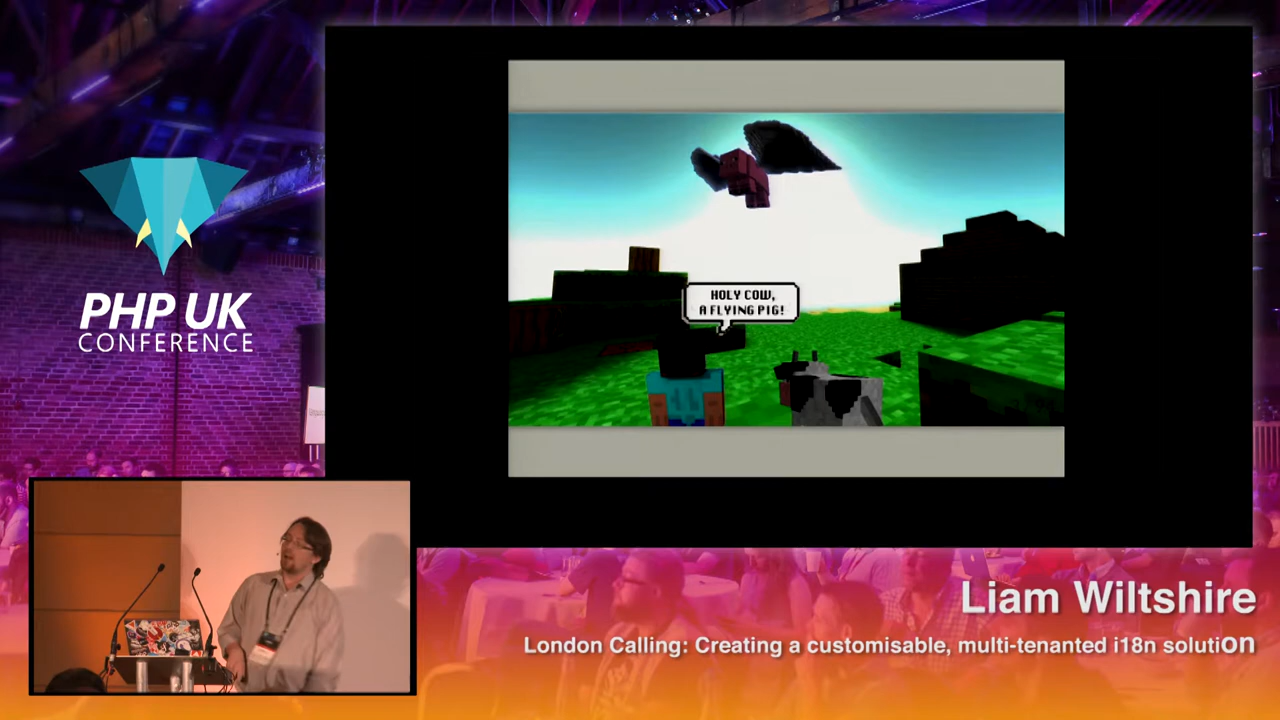 PHP UK
CONFERENCE
HOLY COW,
A FLYING PIG!
Liam Wiltshire
London Calling: Creating a customisable, multi-tenanted i18n solution